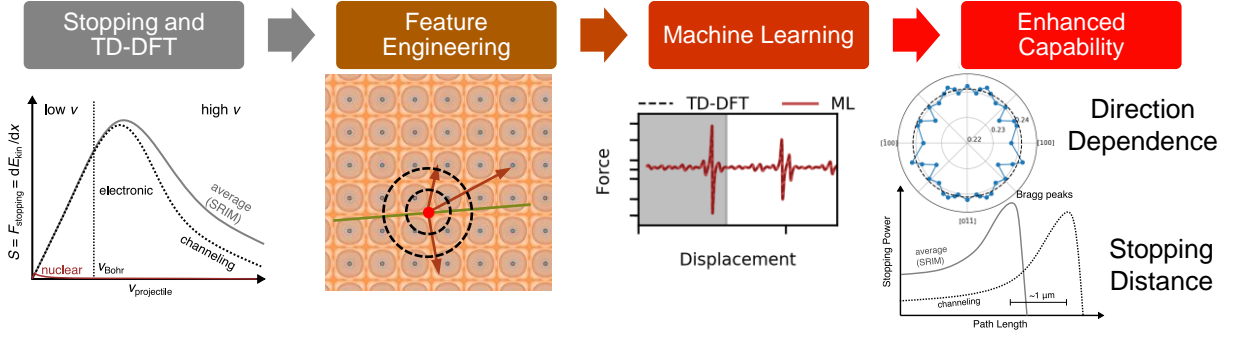 Stopping and
TD-DFT
Feature
Engineering
Machine Learning
Enhanced
Capability
low v
high v
S = F_stopping = dE_kin/dx
electronic
average
(SRIM)
channeling
nuclear
v_Bohr
v_projectile
TD-DFT
ML
Force
Displacement
0.24
0.23
0.22
[100]
[100]
[011]
Direction
Dependence
Bragg peaks
Stopping Power
average
(SRIM)
channeling
~1 μm
Path Length
Stopping
Distance